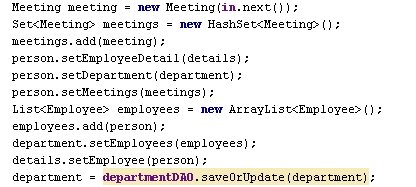 Meeting meeting = new Meeting(in.next());
Set<Meeting> meetings = new HashSet<Meeting>();
meetings.add(meeting);
person.setEmployeeDetail(details);
person.setDepartment(department);
person.setMeetings(meetings);
List<Employee> employees = new ArrayList<Employee>();
employees.add(person);
department.setEmployees(employees);
details.setEmployee(person);
department = departmentDAO.saveOrUpdate(department);